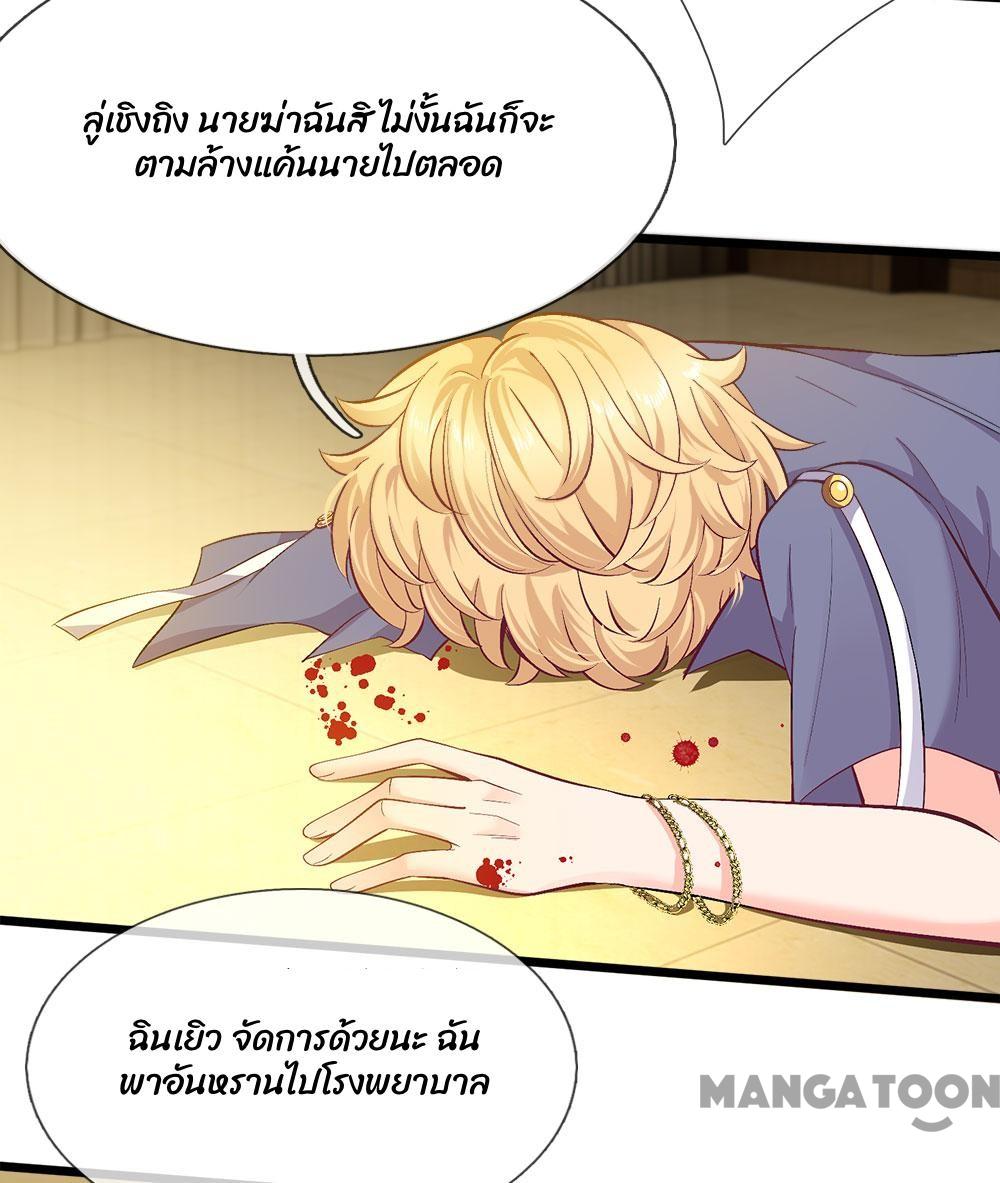 ลู่เชิงถิง นายฆ่าฉันสิ ไม่งั้นฉันก็จะ
ตามล้างแค้นนายไปตลอด
ฉินเยิว จัดการด้วยนะ ฉัน
พาอันหรานไปโรงพยาบาล
MANGATOON